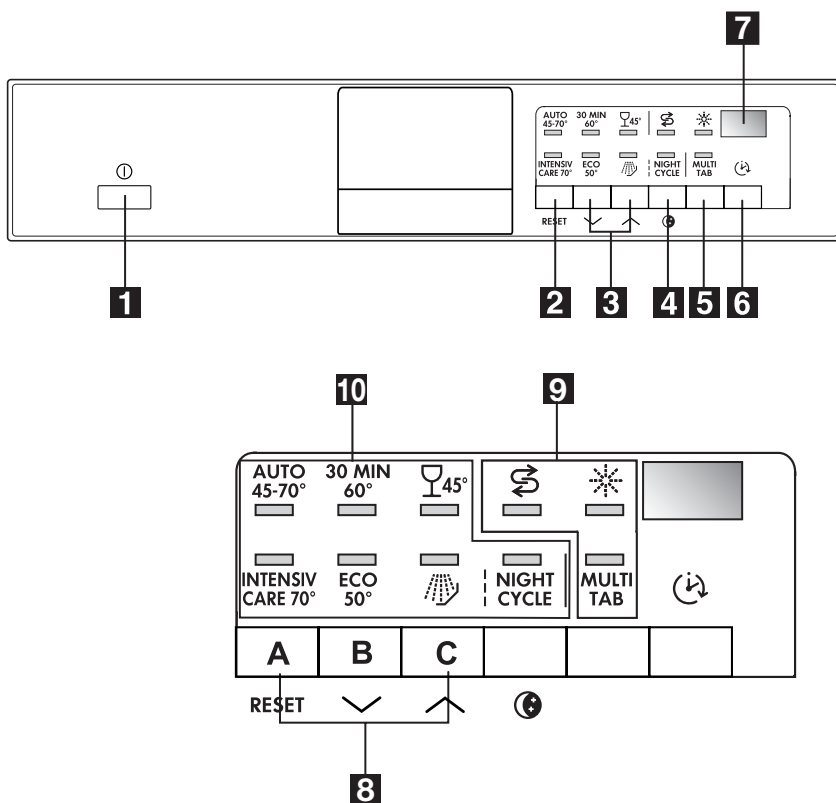 7
AUTO 30 MIN
45-70° 60° 45°
INTENSIV ECO NIGHT MULTI
CARE 70° 50° CYCLE TAB
RESET
1 2 3 4 5 6
10 9
AUTO 30 MIN
45-70° 60° 45°
INTENSIV ECO NIGHT MULTI
CARE 70° 50° CYCLE TAB
A B C
RESET
8